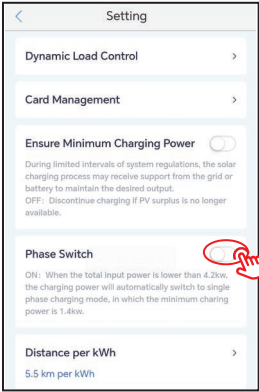 Setting
Dynamic Load Control
Card Management
Ensure Minimum Charging Power
During limited intervals of system regulations, the solar
charging process may receive support from the grid or
battery to maintain the desired output.
OFF: Discontinue charging if PV surplus is no longer
available.
Phase Switch
ON: When the total input power is lower than 4.2kw,
the charging power will automatically switch to single
phase charging mode, in which the minimum charing
power is 1.4kw.
Distance per kWh
5.5 km per kWh